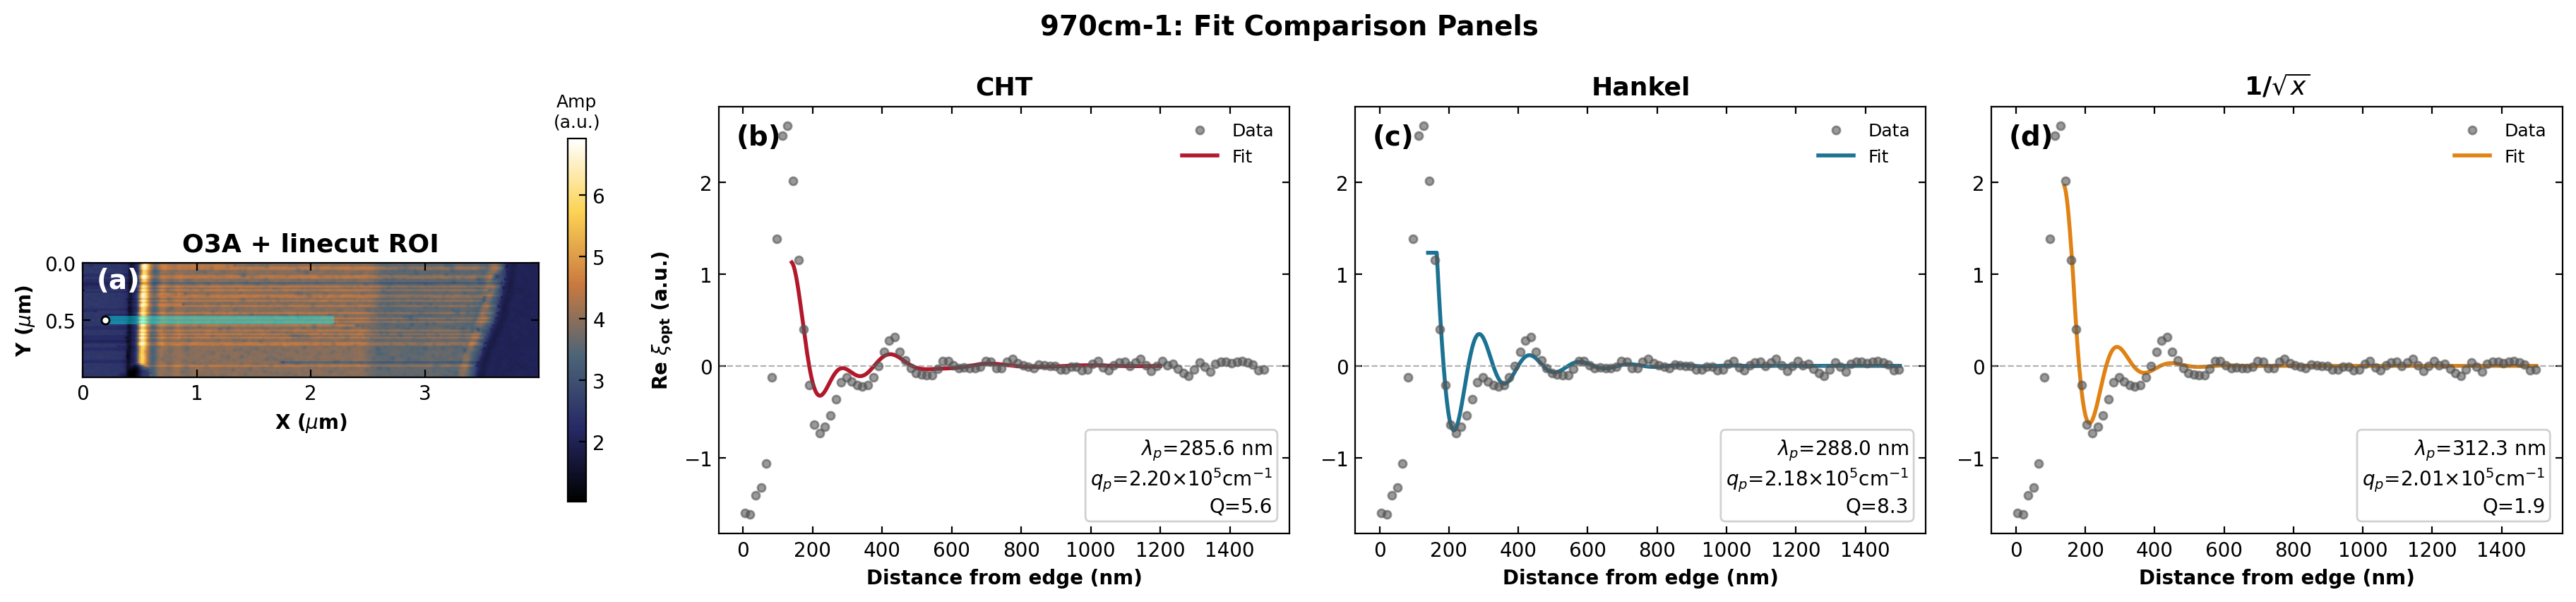 970cm-1: Fit Comparison Panels
O3A + linecut ROI
(a)
0.0
0.5
Y (μm)
0 1 2 3
X (μm)
Amp
(a.u.)
6
5
4
3
2
CHT
(b)
Data
Fit
2
1
0
−1
Re ξopt (a.u.)
λp=285.6 nm
qp=2.20×10⁵cm⁻¹
Q=5.6
0 200 400 600 800 1000 1200 1400
Distance from edge (nm)
Hankel
(c)
Data
Fit
2
1
0
−1
λp=288.0 nm
qp=2.18×10⁵cm⁻¹
Q=8.3
0 200 400 600 800 1000 1200 1400
Distance from edge (nm)
1/√x
(d)
Data
Fit
2
1
0
−1
λp=312.3 nm
qp=2.01×10⁵cm⁻¹
Q=1.9
0 200 400 600 800 1000 1200 1400
Distance from edge (nm)